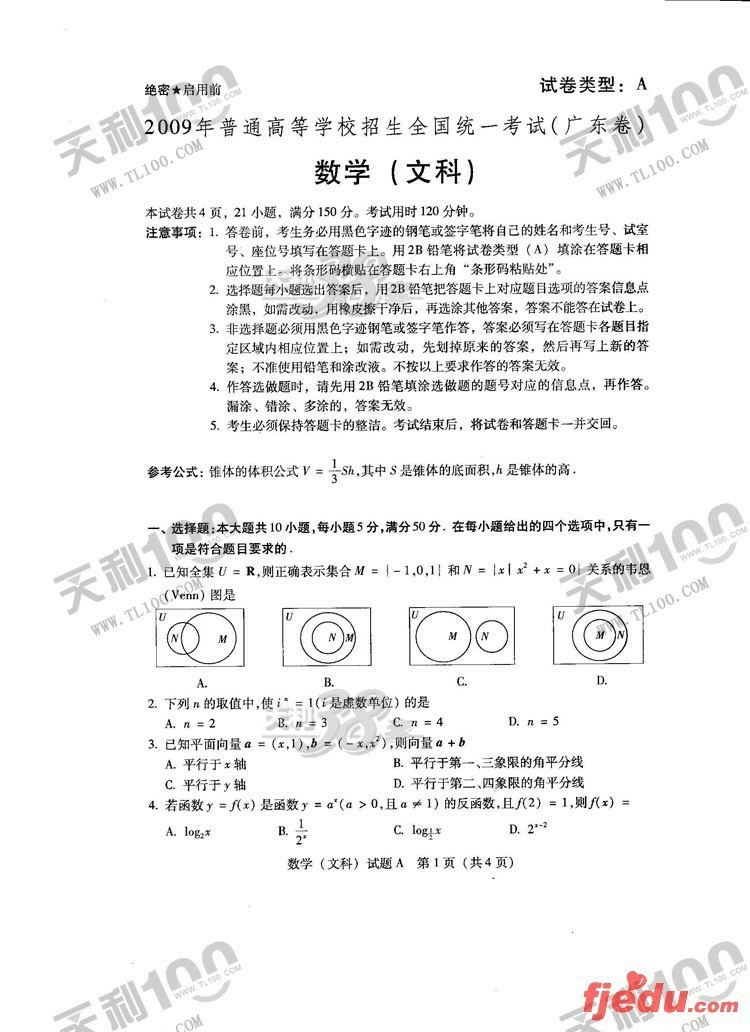 绝密★启用前
试卷类型：A
2009年普通高等学校招生全国统一考试（广东卷）
数学（文科）
本试卷共4页，21小题，满分150分。考试用时120分钟。
注意事项：1. 答卷前，考生务必用黑色字迹的钢笔或签字笔将自己的姓名和考生号、试室
号、座位号填写在答题卡上。用2B铅笔将试卷类型（A）填涂在答题卡相
应位置上。将条形码横贴在答题卡右上角“条形码粘贴处”。
2. 选择题每小题选出答案后，用2B铅笔把答题卡上对应题目选项的答案信息点
涂黑，如需改动，用橡皮擦干净后，再选涂其他答案，答案不能答在试卷上。
3. 非选择题必须用黑色字迹钢笔或签字笔作答，答案必须写在答题卡各题目指
定区域内相应位置上；如需改动，先划掉原来的答案，然后再写上新的答
案；不准使用铅笔和涂改液。不按以上要求作答的答案无效。
4. 作答选做题时，请先用2B铅笔填涂选做题的题号对应的信息点，再作答。
漏涂、错涂、多涂的，答案无效。
5. 考生必须保持答题卡的整洁。考试结束后，将试卷和答题卡一并交回。
参考公式：锥体的体积公式 V = 1/3 Sh，其中 S 是锥体的底面积，h 是锥体的高．
一、选择题：本大题共10小题，每小题5分，满分50分．在每小题给出的四个选项中，只有一
项是符合题目要求的．
1. 已知全集 U = R，则正确表示集合 M = {-1,0,1} 和 N = {x| x² + x = 0} 关系的韦恩
（Venn）图是
U N M U N M U M N U M N
A. B. C. D.
2. 下列 n 的取值中，使 iⁿ = 1（i 是虚数单位）的是
A. n = 2 B. n = 3 C. n = 4 D. n = 5
3. 已知平面向量 a = (x,1)，b = (-x,x²)，则向量 a + b
A. 平行于 x 轴 B. 平行于第一、三象限的角平分线
C. 平行于 y 轴 D. 平行于第二、四象限的角平分线
4. 若函数 y = f(x) 是函数 y = aˣ(a > 0，且 a ≠ 1) 的反函数，且 f(2) = 1，则 f(x) =
A. log₂x B. 1/2ˣ C. log_{1/2}x D. 2ˣ⁻²
数学（文科）试题A 第1页（共4页）
天利100
WWW.TL100.COM
天利38套
fjedu.com